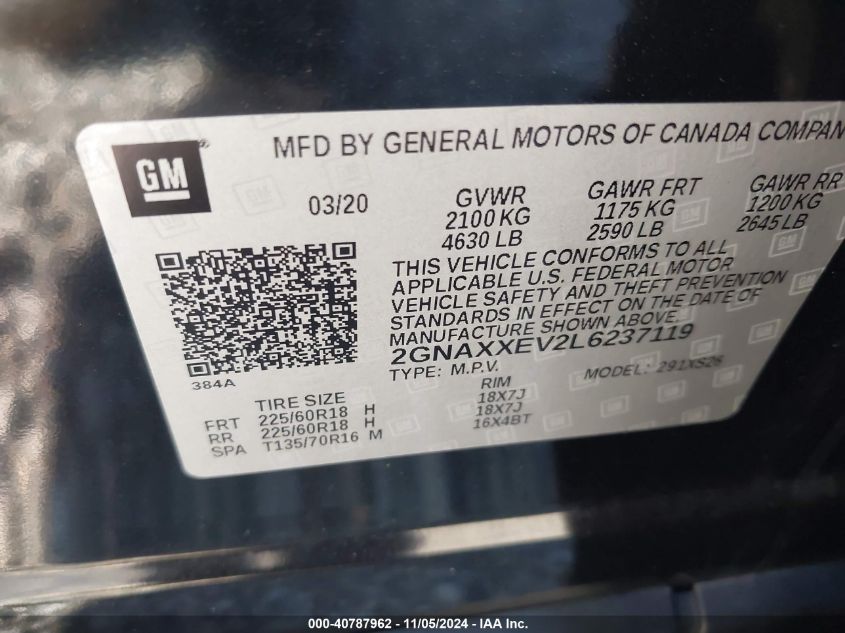 MFD BY GENERAL MOTORS OF CANADA COMPAN
GM
03/20
GVWR GAWR FRT GAWR RR
2100 KG 1175 KG 1200 KG
4630 LB 2590 LB 2645 LB
THIS VEHICLE CONFORMS TO ALL
APPLICABLE U.S. FEDERAL MOTOR
VEHICLE SAFETY AND THEFT PREVENTION
STANDARDS IN EFFECT ON THE DATE OF
MANUFACTURE SHOWN ABOVE.
2GNAXXEV2L6237119
TYPE: M.P.V. MODEL: 291XS26
384A
TIRE SIZE RIM
FRT 225/60R18 H 18X7J
RR 225/60R18 H 18X7J
SPA T135/70R16 M 16X4BT
000-40787962 - 11/05/2024 - IAA Inc.